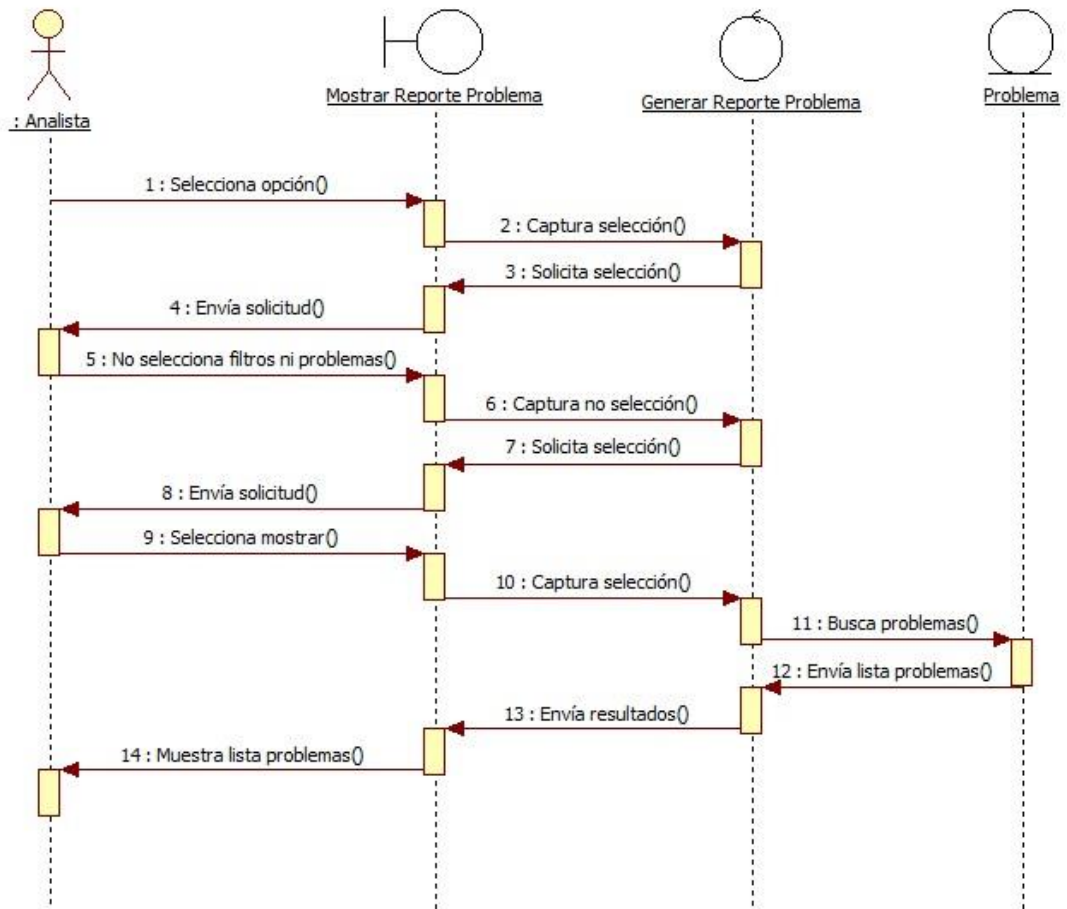 : Analista
Mostrar Reporte Problema
Generar Reporte Problema
Problema
1 : Selecciona opción()
2 : Captura selección()
3 : Solicita selección()
4 : Envía solicitud()
5 : No selecciona filtros ni problemas()
6 : Captura no selección()
7 : Solicita selección()
8 : Envía solicitud()
9 : Selecciona mostrar()
10 : Captura selección()
11 : Busca problemas()
12 : Envía lista problemas()
13 : Envía resultados()
14 : Muestra lista problemas()